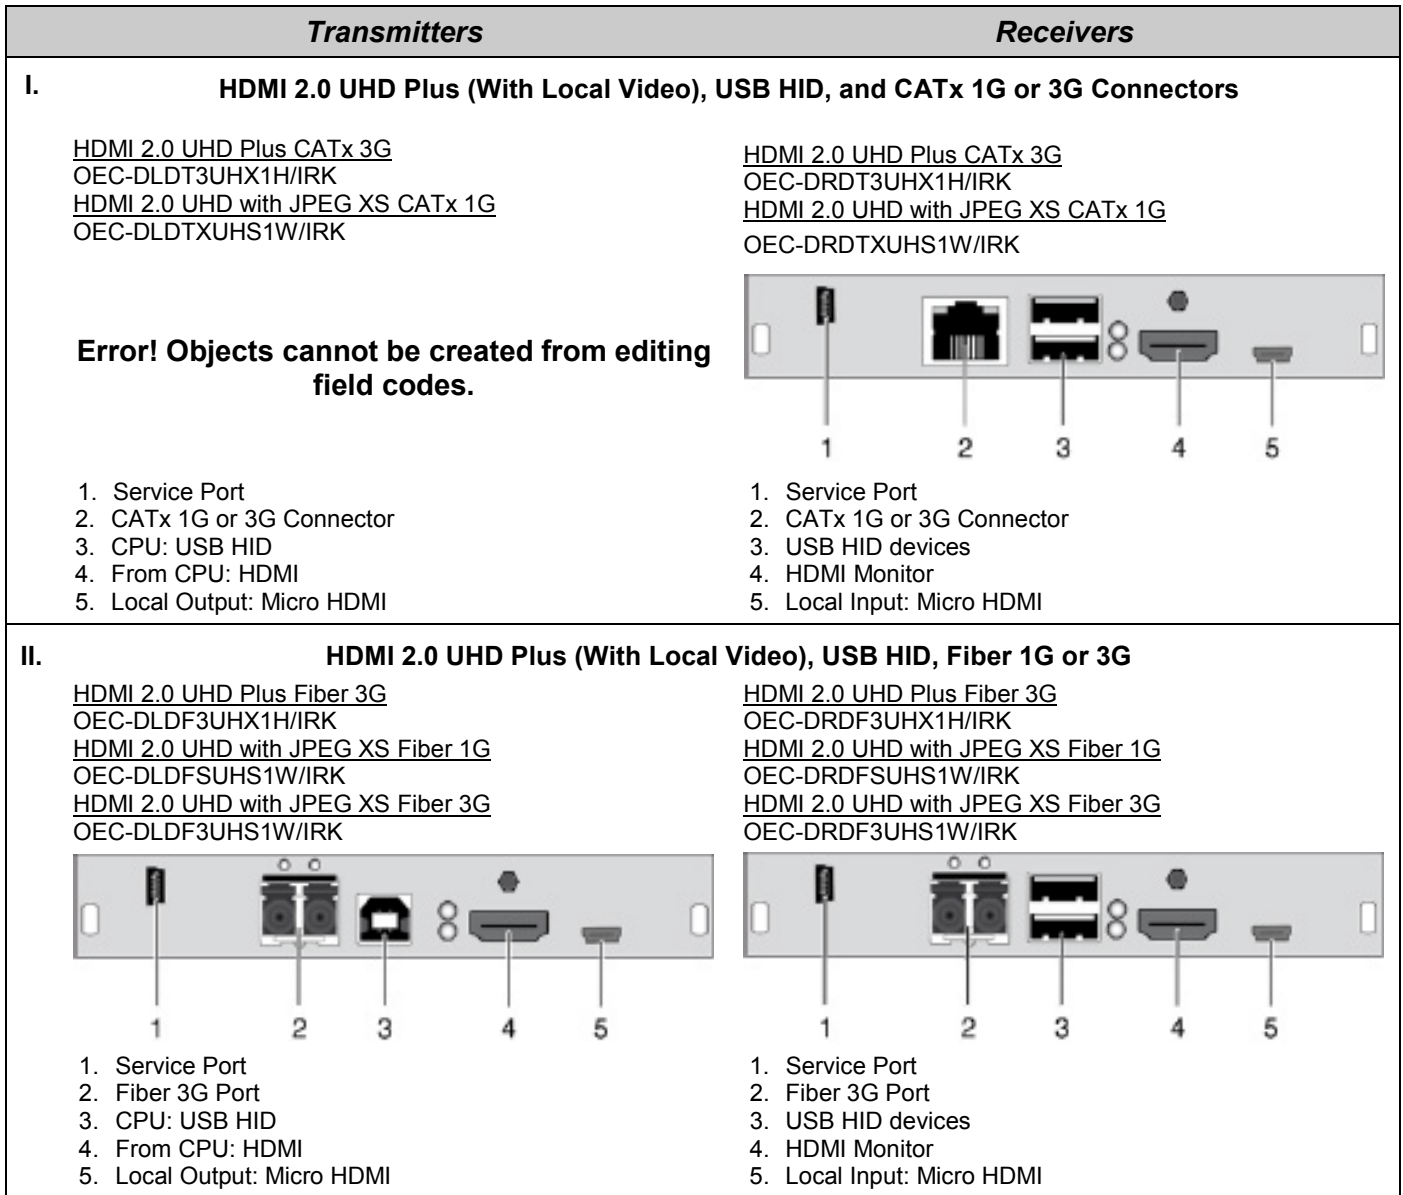 Transmitters Receivers
I. HDMI 2.0 UHD Plus (With Local Video), USB HID, and CATx 1G or 3G Connectors
HDMI 2.0 UHD Plus CATx 3G
OEC-DLDT3UHX1H/IRK
HDMI 2.0 UHD with JPEG XS CATx 1G
OEC-DLDTXUHS1W/IRK
Error! Objects cannot be created from editing
field codes.
1. Service Port
2. CATx 1G or 3G Connector
3. CPU: USB HID
4. From CPU: HDMI
5. Local Output: Micro HDMI
HDMI 2.0 UHD Plus CATx 3G
OEC-DRDT3UHX1H/IRK
HDMI 2.0 UHD with JPEG XS CATx 1G
OEC-DRDTXUHS1W/IRK
1 2 3 4 5
1. Service Port
2. CATx 1G or 3G Connector
3. USB HID devices
4. HDMI Monitor
5. Local Input: Micro HDMI
II. HDMI 2.0 UHD Plus (With Local Video), USB HID, Fiber 1G or 3G
HDMI 2.0 UHD Plus Fiber 3G
OEC-DLDF3UHX1H/IRK
HDMI 2.0 UHD with JPEG XS Fiber 1G
OEC-DLDFSUHS1W/IRK
HDMI 2.0 UHD with JPEG XS Fiber 3G
OEC-DLDF3UHS1W/IRK
1 2 3 4 5
1. Service Port
2. Fiber 3G Port
3. CPU: USB HID
4. From CPU: HDMI
5. Local Output: Micro HDMI
HDMI 2.0 UHD Plus Fiber 3G
OEC-DRDF3UHX1H/IRK
HDMI 2.0 UHD with JPEG XS Fiber 1G
OEC-DRDFSUHS1W/IRK
HDMI 2.0 UHD with JPEG XS Fiber 3G
OEC-DRDF3UHS1W/IRK
1 2 3 4 5
1. Service Port
2. Fiber 3G Port
3. USB HID devices
4. HDMI Monitor
5. Local Input: Micro HDMI